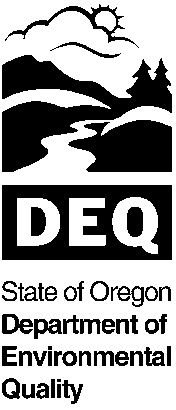 DEQ
State of Oregon
Department of
Environmental
Quality